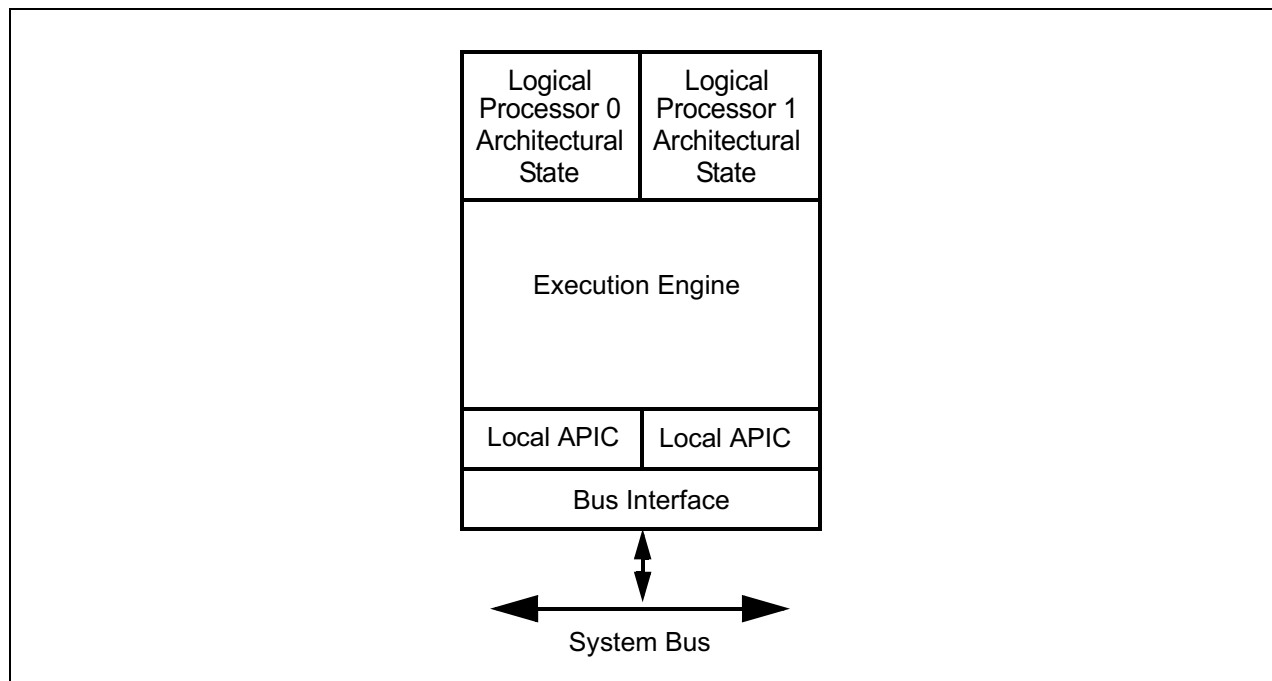 Logical
Processor 0
Architectural
State
Logical
Processor 1
Architectural
State
Execution Engine
Local APIC
Local APIC
Bus Interface
System Bus